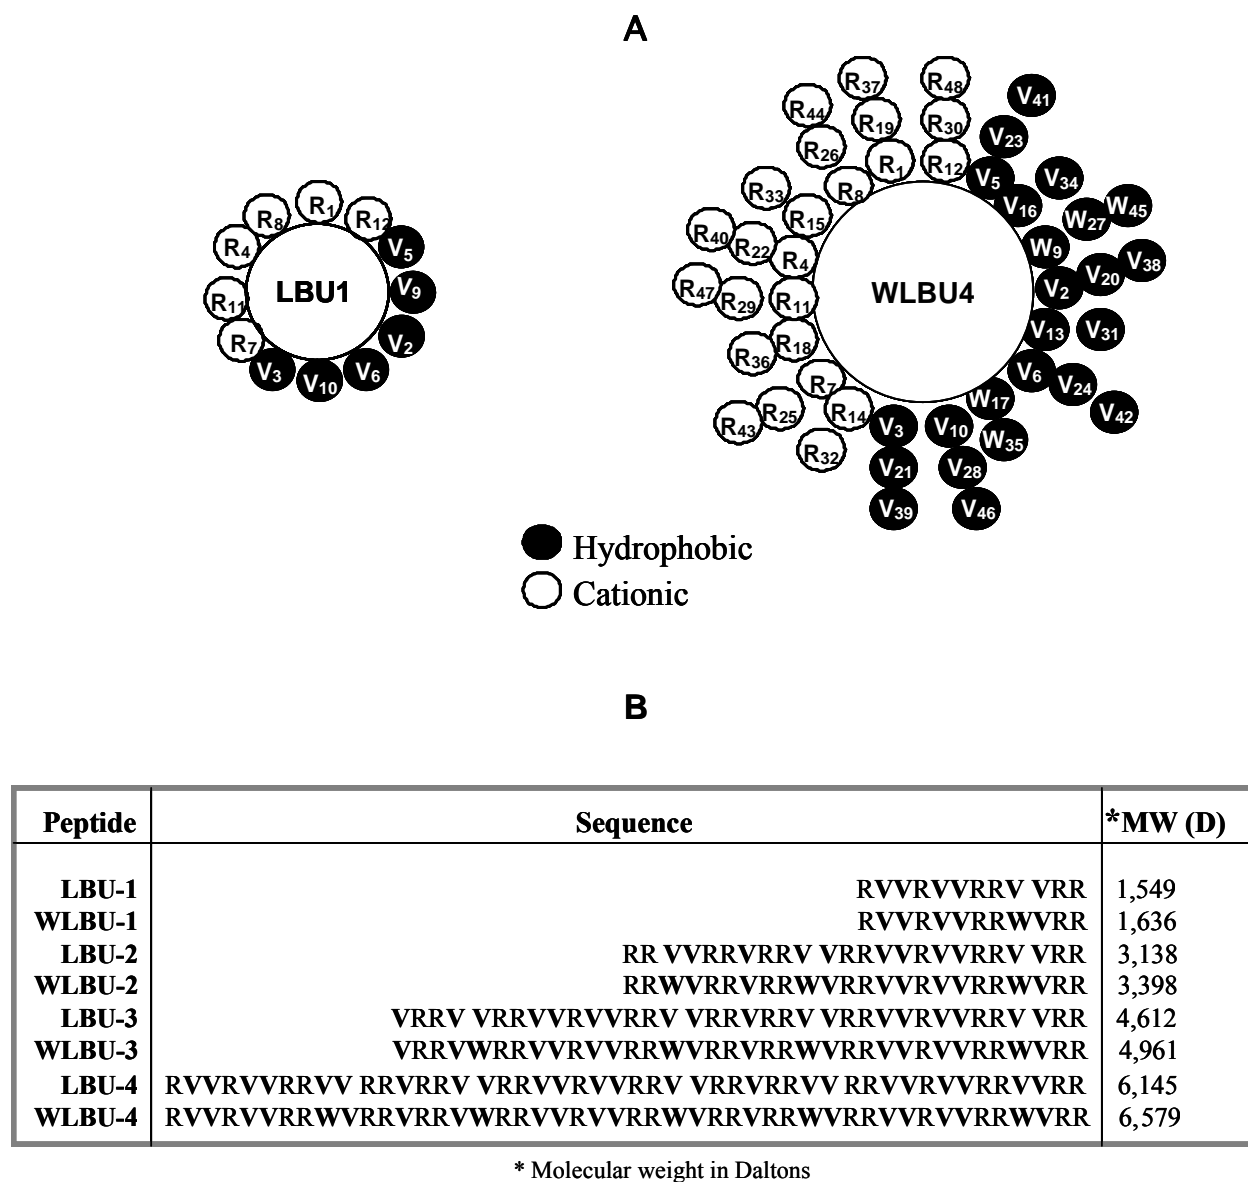 A
R1
R8
R12
R4
V5
LBU1
V9
R11
R7
V2
V3
V10
V6
R37
R48
V41
R44
R19
R30
V23
R26
R1
R12
V5
V34
R33
R8
V16
W27
W45
R15
R40
R22
R4
W9
V20
V38
R47
R29
R11
WLBU4
V2
R36
R18
V13
V31
R7
V6
V24
R43
R25
R14
W17
V42
R32
V3
V10
W35
V21
V28
V39
V46
Hydrophobic
Cationic
B
Peptide Sequence *MW (D)
LBU-1 RVVRVVRRV VRR 1,549
WLBU-1 RVVRVVRRWVRR 1,636
LBU-2 RR VVRRVRRV VRRVVRVVRRV VRR 3,138
WLBU-2 RRWVRRVRRWVRRVVRVVRRWVRR 3,398
LBU-3 VRRV VRRVVRVVRRV VRRVRRV VRRVVRVVRRV VRR 4,612
WLBU-3 VRRVWRRVVRVVRRWVRRVRRWVRRVVRVVRRWVRR 4,961
LBU-4 RVVRVVRRVV RRVRRV VRRVVRVVRRV VRRVRRVV RRVVRVVRRVVRR 6,145
WLBU-4 RVVRVVRRWVRRVRRVWRRVVRVVRRWVRRVRRWVRRVVRVVRRWVRR 6,579
* Molecular weight in Daltons